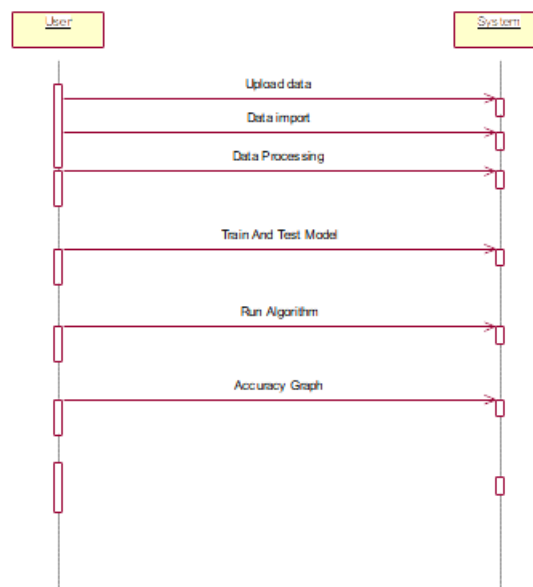 User
System
Upload data
Data import
Data Processing
Train And Test Model
Run Algorithm
Accuracy Graph